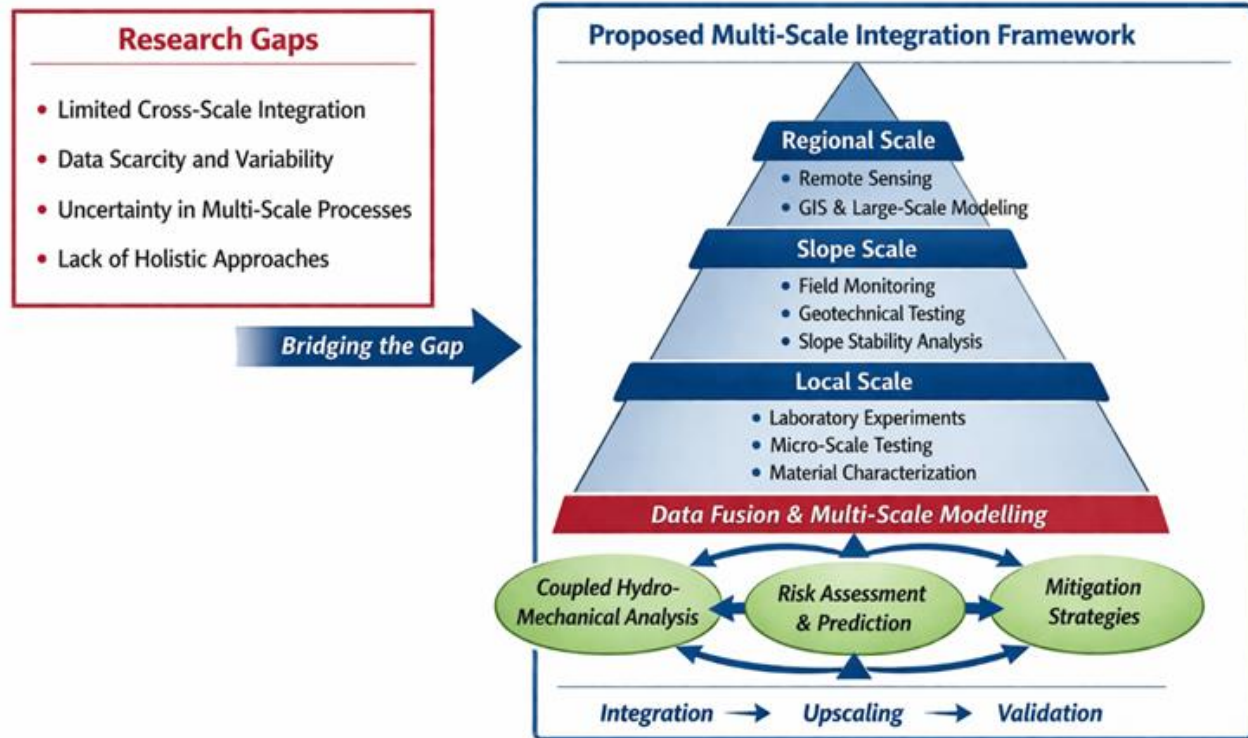 Research Gaps
• Limited Cross-Scale Integration
• Data Scarcity and Variability
• Uncertainty in Multi-Scale Processes
• Lack of Holistic Approaches
Bridging the Gap
Proposed Multi-Scale Integration Framework
Regional Scale
• Remote Sensing
• GIS & Large-Scale Modeling
Slope Scale
• Field Monitoring
• Geotechnical Testing
• Slope Stability Analysis
Local Scale
• Laboratory Experiments
• Micro-Scale Testing
• Material Characterization
Data Fusion & Multi-Scale Modelling
Coupled Hydro-
Mechanical Analysis
Risk Assessment
& Prediction
Mitigation
Strategies
Integration → Upscaling → Validation